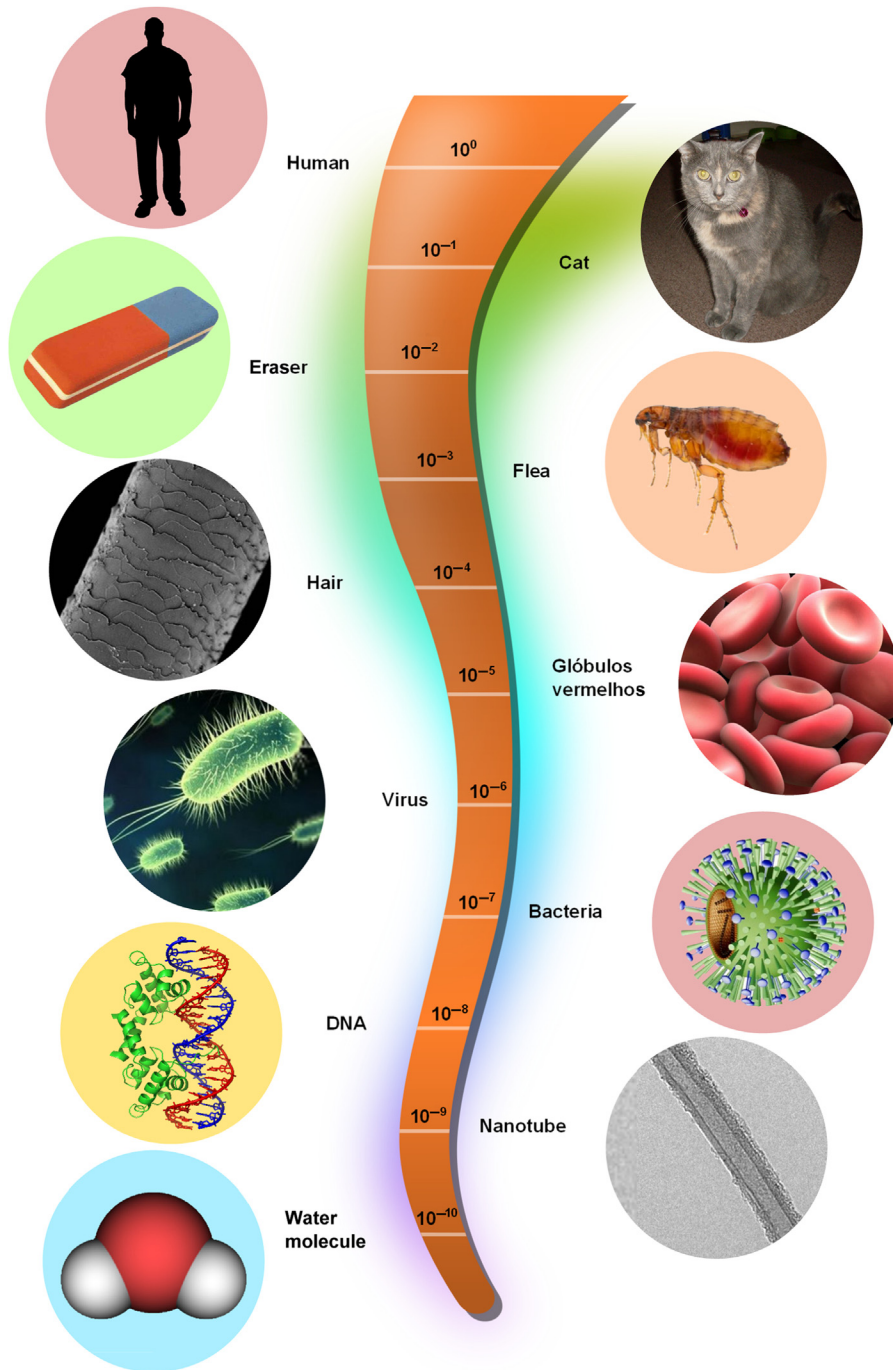 Human
10⁰
10⁻¹
Cat
10⁻²
Eraser
10⁻³
Flea
10⁻⁴
Hair
Glóbulos
vermelhos
10⁻⁵
10⁻⁶
Virus
10⁻⁷
Bacteria
10⁻⁸
DNA
10⁻⁹
Nanotube
Water
molecule
10⁻¹⁰